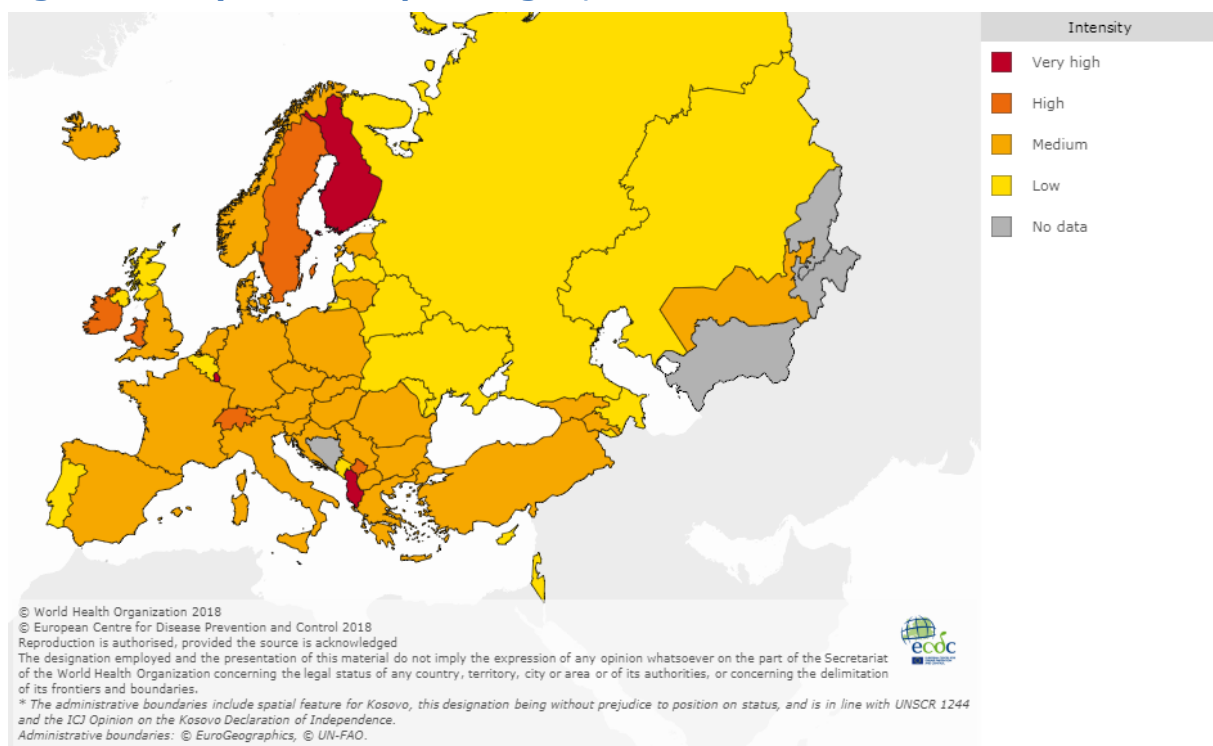 Intensity
Very high
High
Medium
Low
No data
© World Health Organization 2018
© European Centre for Disease Prevention and Control 2018
Reproduction is authorised, provided the source is acknowledged
The designation employed and the presentation of this material do not imply the expression of any opinion whatsoever on the part of the Secretariat
of the World Health Organization concerning the legal status of any country, territory, city or area or of its authorities, or concerning the delimitation
of its frontiers and boundaries.
* The administrative boundaries include spatial feature for Kosovo, this designation being without prejudice to position on status, and is in line with UNSCR 1244
and the ICJ Opinion on the Kosovo Declaration of Independence.
Administrative boundaries: © EuroGeographics, © UN-FAO.
ecdc